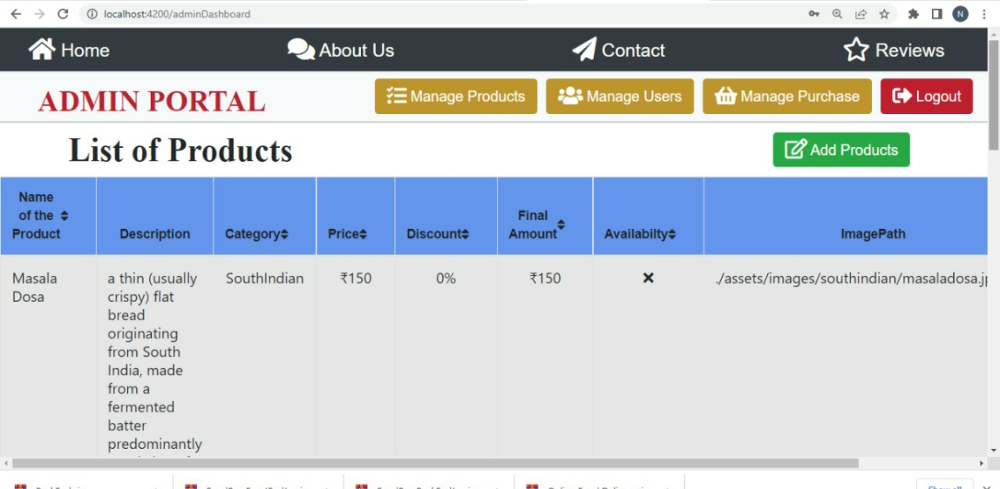 localhost:4200/adminDashboard
N
Home About Us Contact Reviews
ADMIN PORTAL Manage Products Manage Users Manage Purchase Logout
List of Products Add Products
Name
of the
Product
Description
Category
Price
Discount
Final
Amount
Availabilty
ImagePath
Masala
Dosa
a thin (usually
crispy) flat
bread
originating
from South
India, made
from a
fermented
batter
predominantly
SouthIndian
₹150
0%
₹150
./assets/images/southindian/masaladosa.j